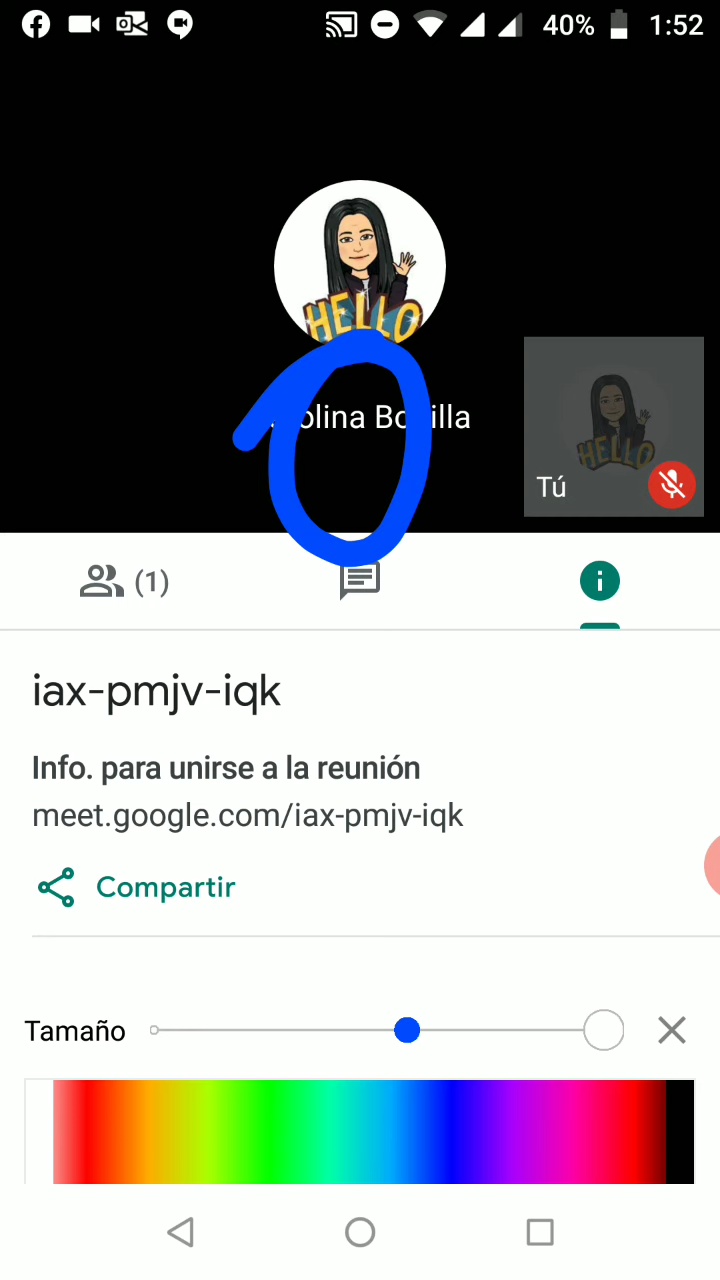 40% 1:52
HELLO
HELLO
Tú
(1)
iax-pmjv-iqk
Info. para unirse a la reunión
meet.google.com/iax-pmjv-iqk
Compartir
Tamaño